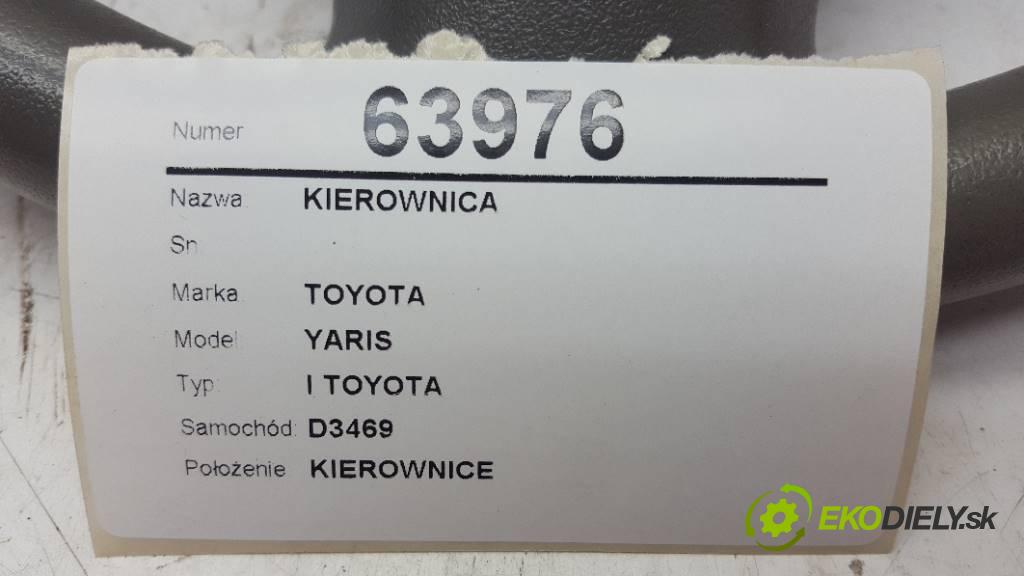 Numer 63976
Nazwa: KIEROWNICA
Sn
Marka: TOYOTA
Model: YARIS
Typ: I TOYOTA
Samochód: D3469
Położenie KIEROWNICE
EKODIELY.sk